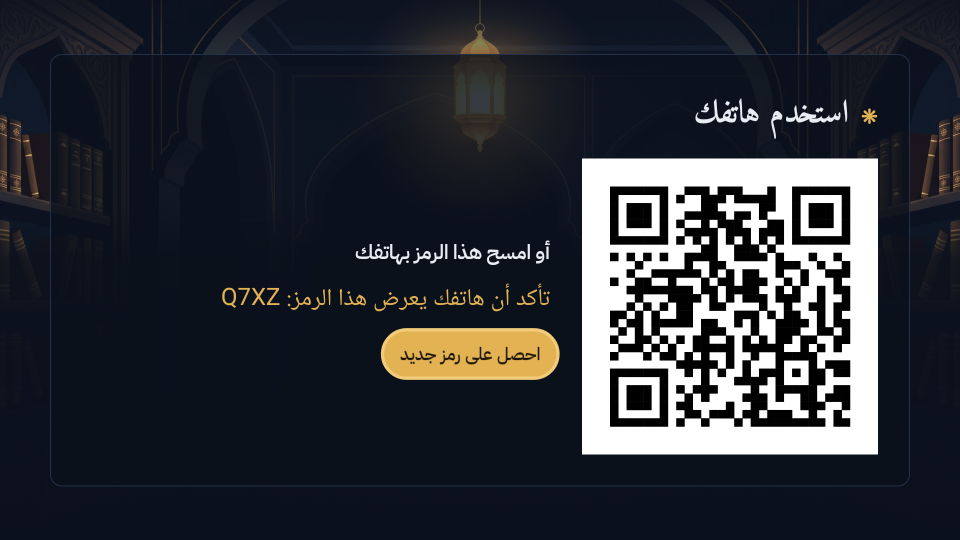 استخدم هاتفك
أو امسح هذا الرمز بهاتفك
تأكد أن هاتفك يعرض هذا الرمز: Q7XZ
احصل على رمز جديد